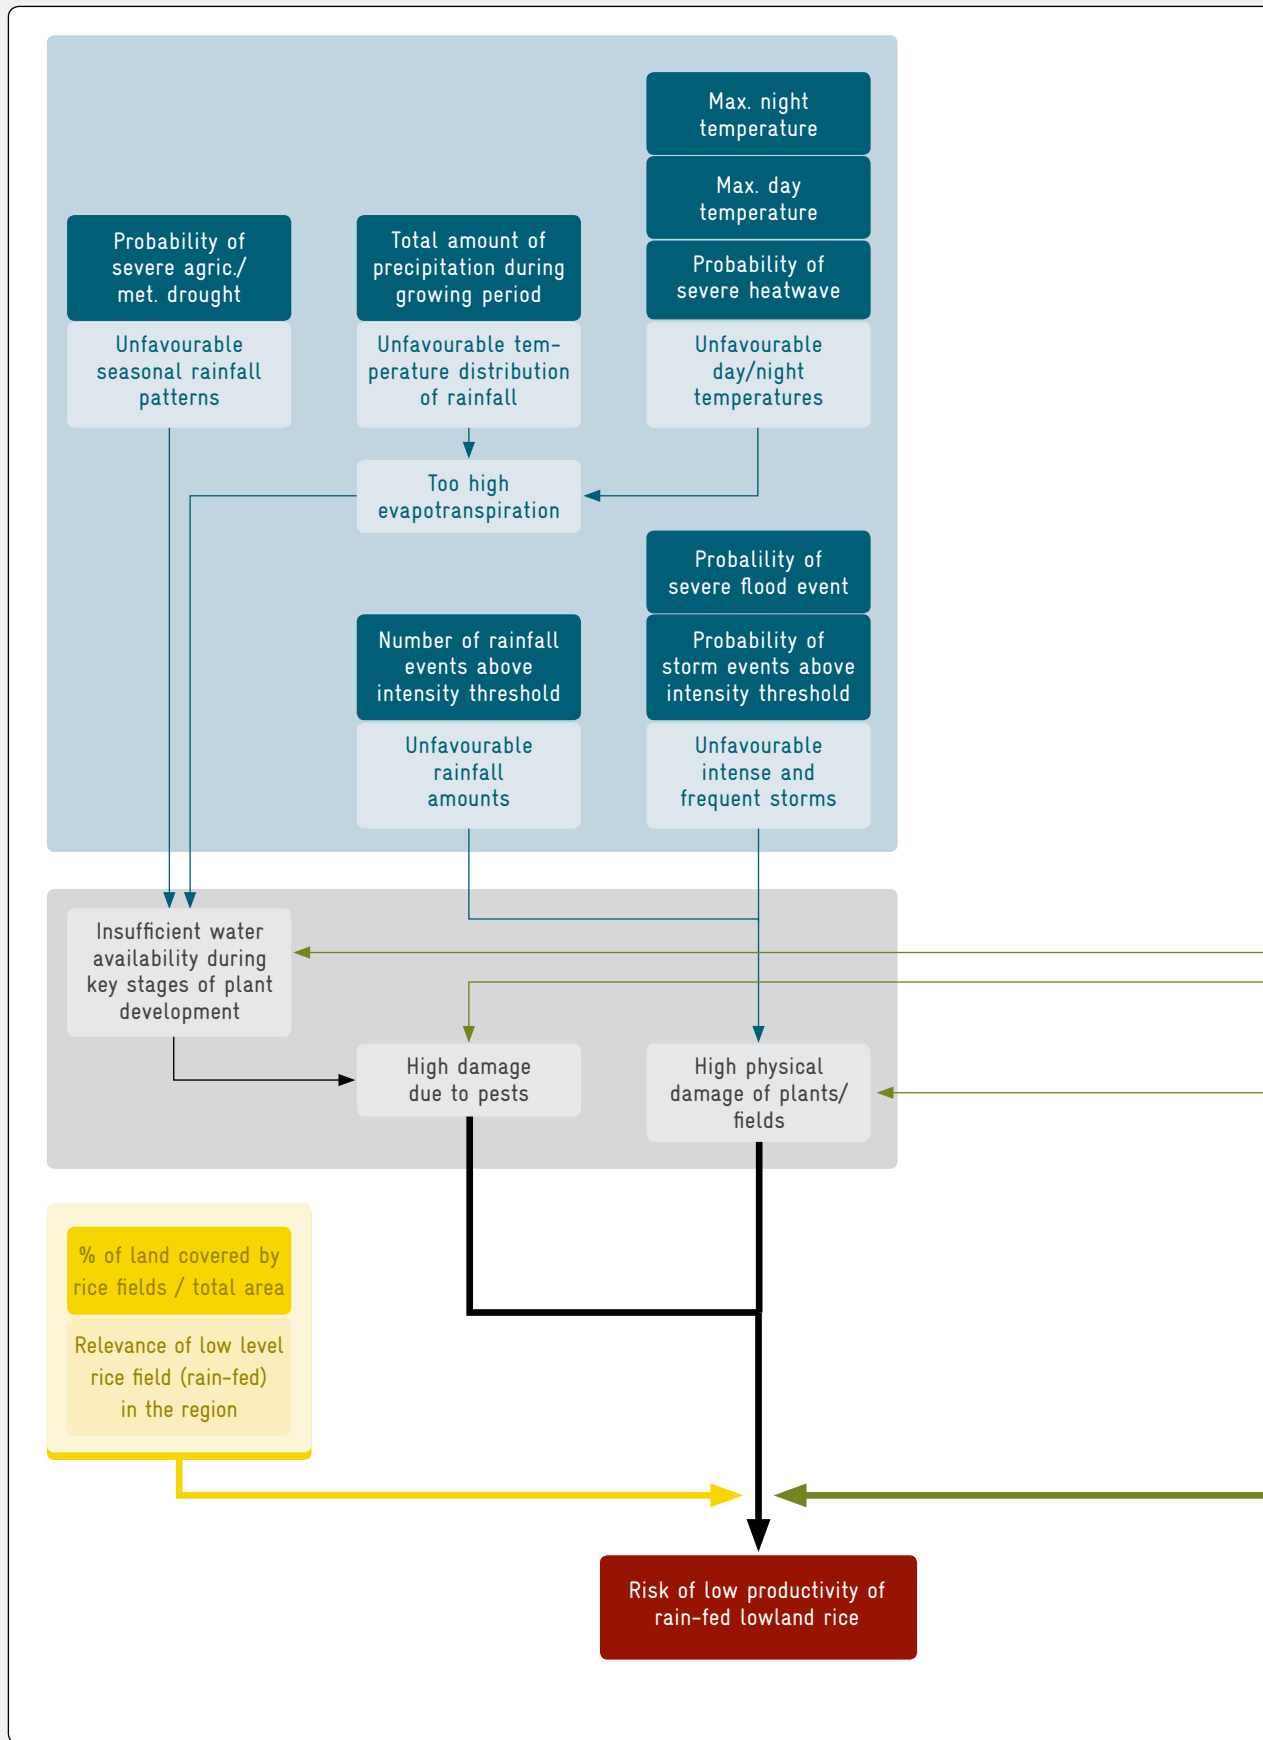 Max. night
temperature
Max. day
temperature
Probability of
severe agric./
met. drought
Total amount of
precipitation during
growing period
Probability of
severe heatwave
Unfavourable
seasonal rainfall
patterns
Unfavourable tem-
perature distribution
of rainfall
Unfavourable
day/night
temperatures
Too high
evapotranspiration
Probalility of
severe flood event
Number of rainfall
events above
intensity threshold
Probability of
storm events above
intensity threshold
Unfavourable
rainfall
amounts
Unfavourable
intense and
frequent storms
Insufficient water
availability during
key stages of plant
development
High damage
due to pests
High physical
damage of plants/
fields
% of land covered by
rice fields / total area
Relevance of low level
rice field (rain-fed)
in the region
Risk of low productivity of
rain-fed lowland rice